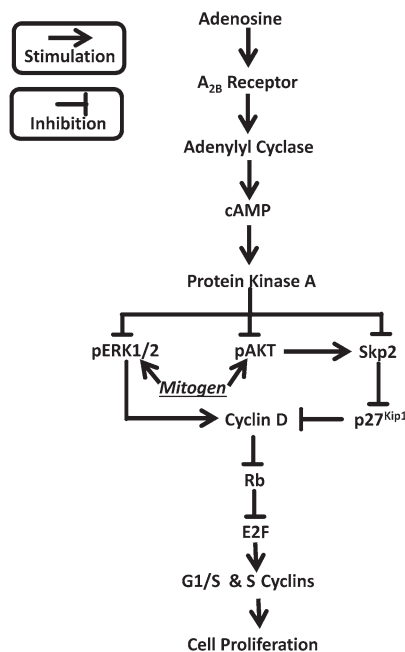 Adenosine
Stimulation
A2B Receptor
Inhibition
Adenylyl Cyclase
cAMP
Protein Kinase A
pERK1/2 pAKT Skp2
Mitogen
Cyclin D p27Kip1
Rb
E2F
G1/S & S Cyclins
Cell Proliferation